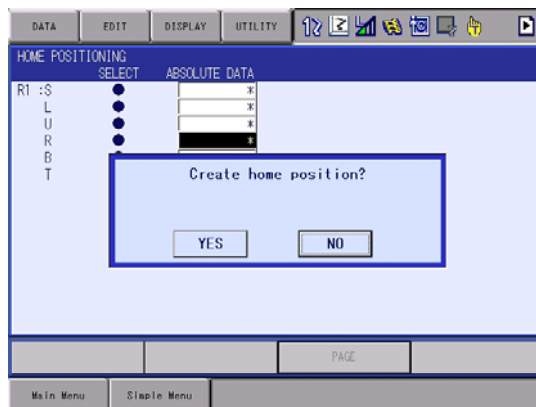 DATA EDIT DISPLAY UTILITY
HOME POSITIONING
SELECT ABSOLUTE DATA
R1 :S *
L *
U *
R *
B
T
Create home position?
YES NO
PAGE
Main Menu Simple Menu